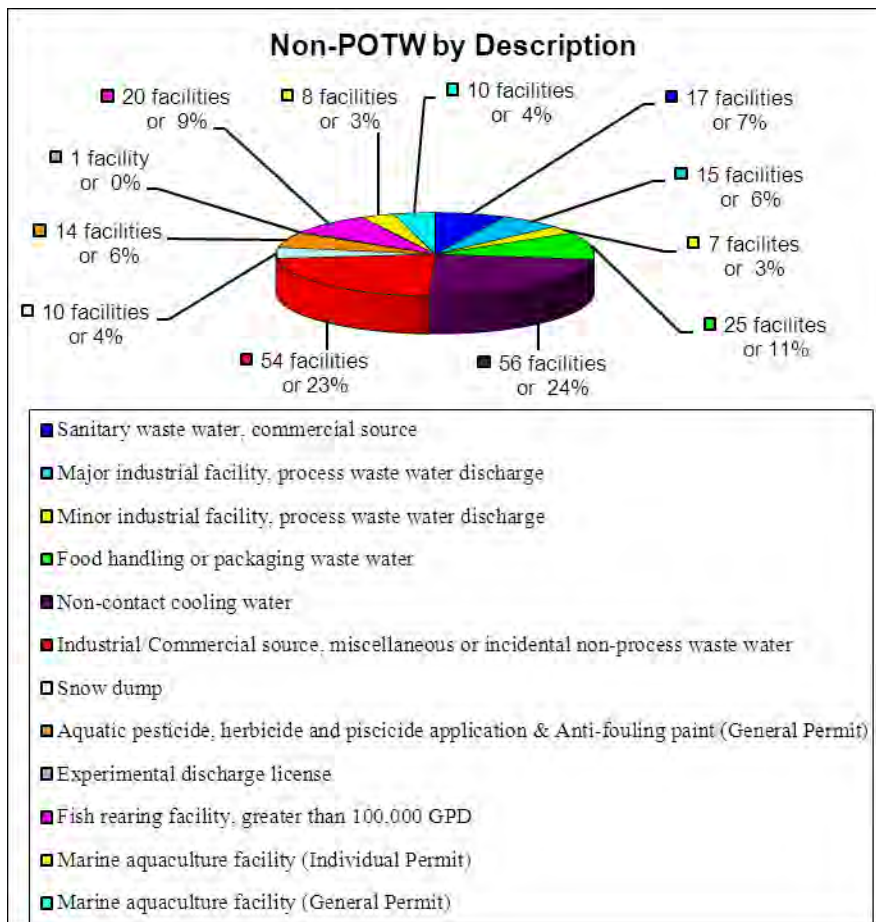 Non-POTW by Description
20 facilities
or 9%
8 facilities
or 3%
10 facilities
or 4%
17 facilities
or 7%
1 facility
or 0%
15 facilities
or 6%
14 facilities
or 6%
7 facilites
or 3%
10 facilities
or 4%
25 facilites
or 11%
54 facilities
or 23%
56 facilities
or 24%
Sanitary waste water, commercial source
Major industrial facility, process waste water discharge
Minor industrial facility, process waste water discharge
Food handling or packaging waste water
Non-contact cooling water
Industrial/Commercial source, miscellaneous or incidental non-process waste water
Snow dump
Aquatic pesticide, herbicide and piscicide application & Anti-fouling paint (General Permit)
Experimental discharge license
Fish rearing facility, greater than 100,000 GPD
Marine aquaculture facility (Individual Permit)
Marine aquaculture facility (General Permit)